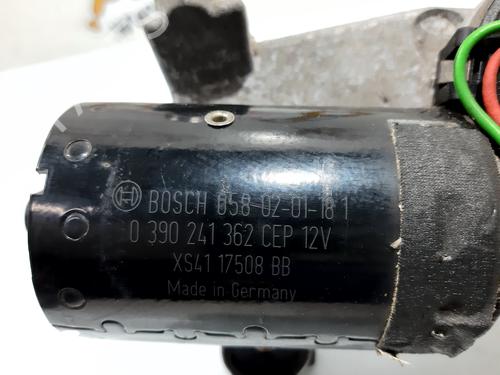 BOSCH 058 02-01-18 1
0 390 241 362 CEP 12V
XS41 17508 BB
Made in Germany